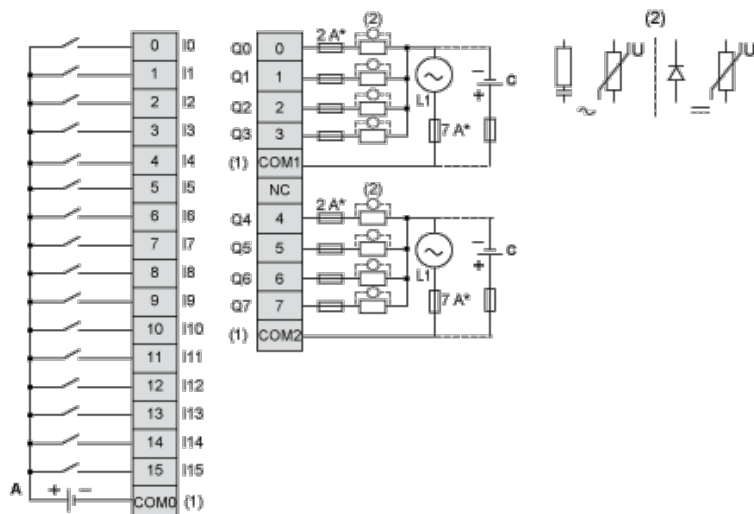 0 I0
1 I1
2 I2
3 I3
4 I4
5 I5
6 I6
7 I7
8 I8
9 I9
10 I10
11 I11
12 I12
13 I13
14 I14
15 I15
A + − COM0 (1)
(2)
Q0 0 2 A*
Q1 1
Q2 2
Q3 3
L1
− + C
7 A*
(1) COM1
NC
(2)
Q4 4 2 A*
Q5 5
Q6 6
Q7 7
L1
− + C
7 A*
(1) COM2
(2)
U U